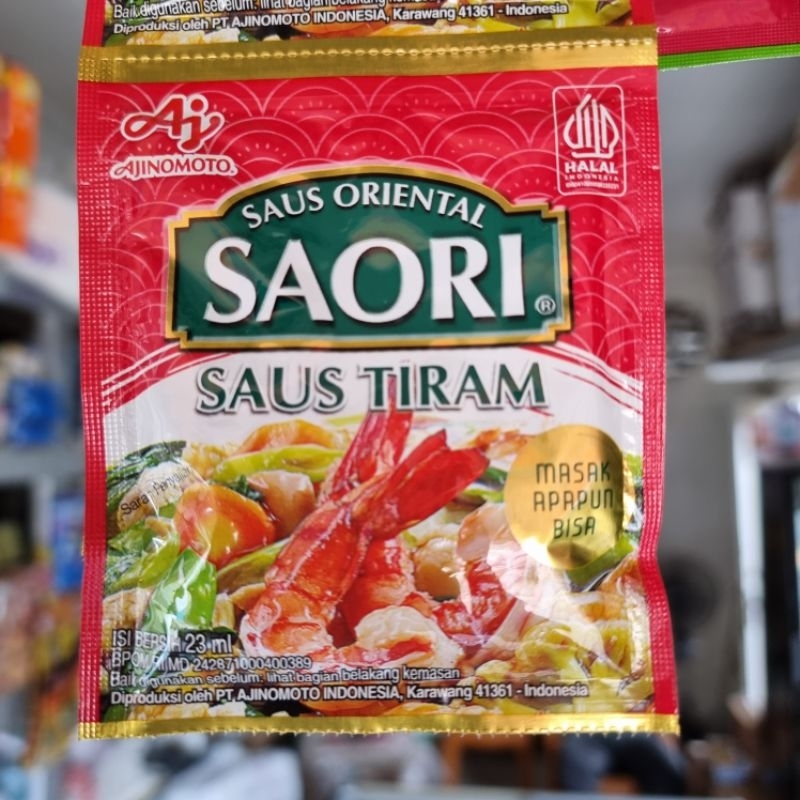 Baik digunakan sebelum: lihat bagian belakang kemasan
Diproduksi oleh PT AJINOMOTO INDONESIA, Karawang 41361 - Indonesia
Aj
AJINOMOTO®
HALAL
INDONESIA
SAUS ORIENTAL
SAORI®
SAUS TIRAM
MASAK
APAPUN
BISA
Saran Penyajian
ISI BERSIH 23 ml
BPOM RI MD 242871000400389
Baik digunakan sebelum: lihat bagian belakang kemasan
Diproduksi oleh PT AJINOMOTO INDONESIA, Karawang 41361 - Indonesia